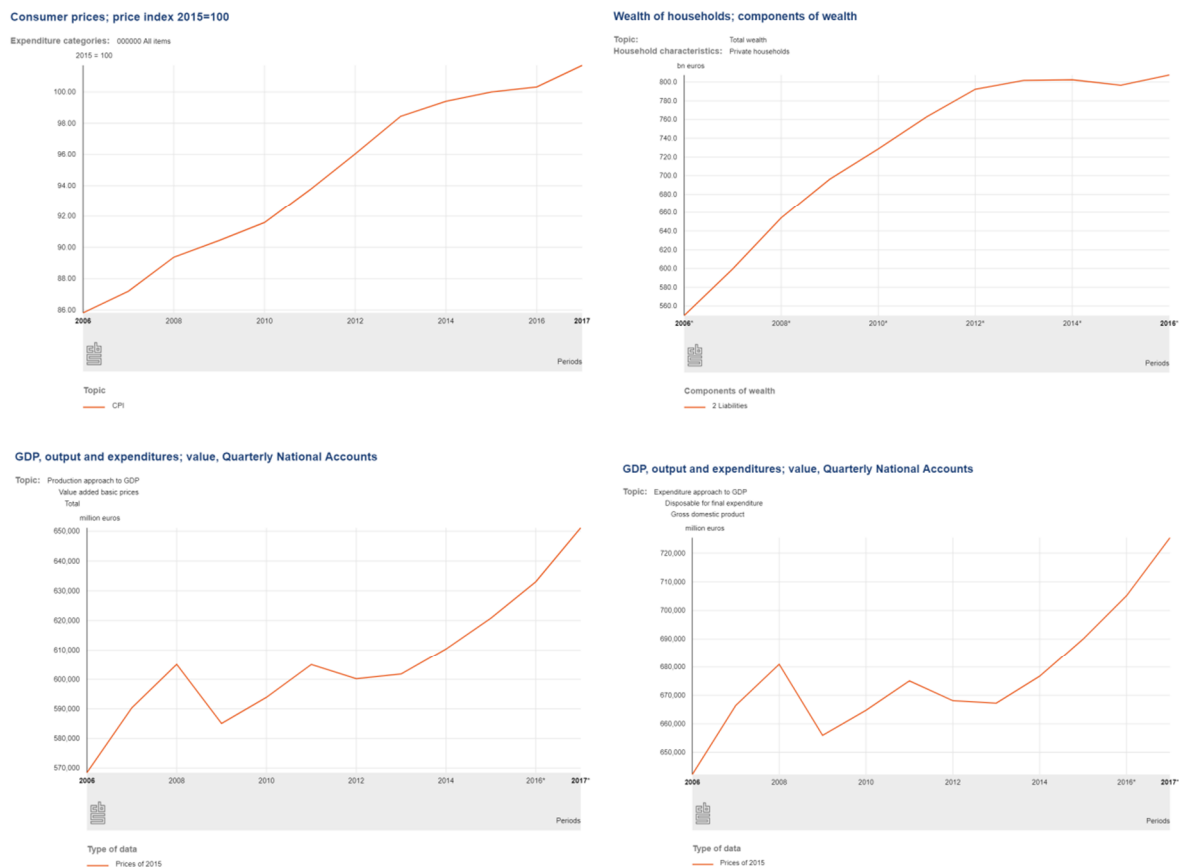 Consumer prices; price index 2015=100
Expenditure categories: 000000 All items
2015 = 100
100.00
98.00
96.00
94.00
92.00
90.00
88.00
86.00
2006 2008 2010 2012 2014 2016 2017
Periods
Topic
CPI
Wealth of households; components of wealth
Topic: Total wealth
Household characteristics: Private households
bn euros
800.0
780.0
760.0
740.0
720.0
700.0
680.0
660.0
640.0
620.0
600.0
580.0
560.0
2006* 2008* 2010* 2012* 2014* 2016*
Periods
Components of wealth
2 Liabilities
GDP, output and expenditures; value, Quarterly National Accounts
Topic: Production approach to GDP
Value added basic prices
Total
million euros
650,000
640,000
630,000
620,000
610,000
600,000
590,000
580,000
570,000
2006 2008 2010 2012 2014 2016* 2017*
Periods
Type of data
Prices of 2015
GDP, output and expenditures; value, Quarterly National Accounts
Topic: Expenditure approach to GDP
Disposable for final expenditure
Gross domestic product
million euros
720,000
710,000
700,000
690,000
680,000
670,000
660,000
650,000
2006 2008 2010 2012 2014 2016* 2017*
Periods
Type of data
Prices of 2015